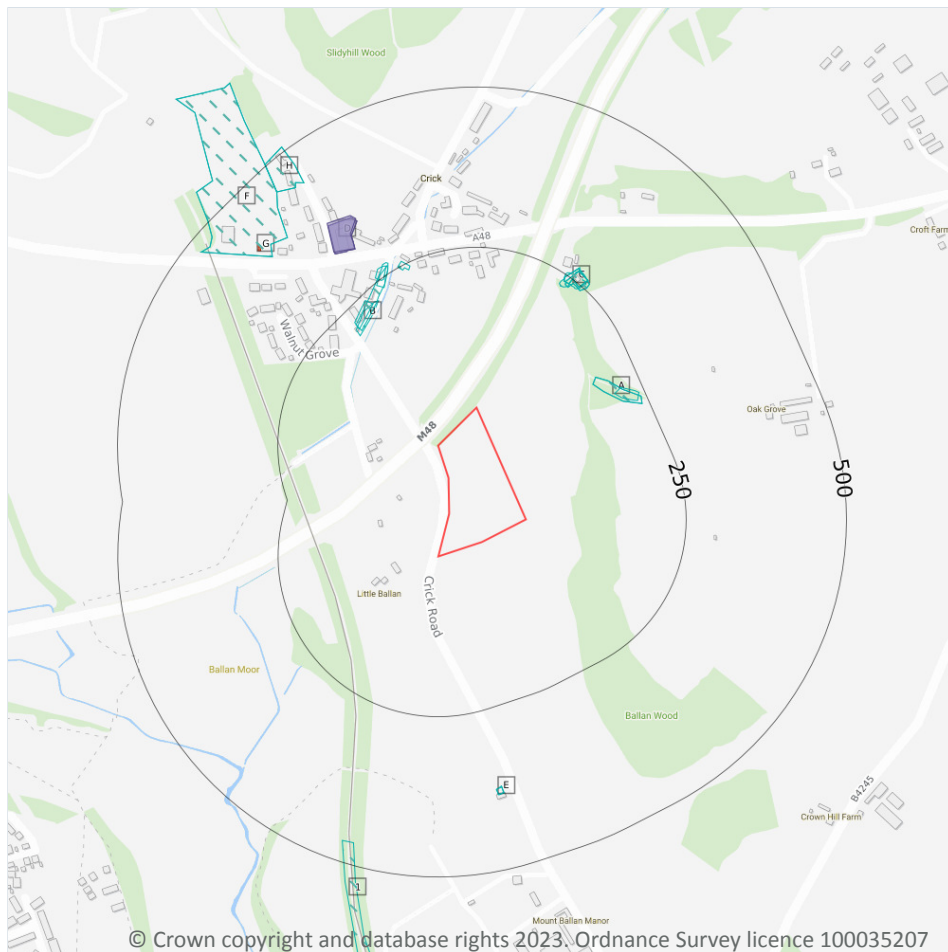 Slidyhill Wood
H
Crick
F
D
G
A48
Croft Farm
C
B
Walnut Grove
A
Oak Grove
M48
250
500
Little Ballan
Crick Road
Ballan Moor
Ballan Wood
E
B4245
Crown Hill Farm
1
Mount Ballan Manor
© Crown copyright and database rights 2023. Ordnance Survey licence 100035207